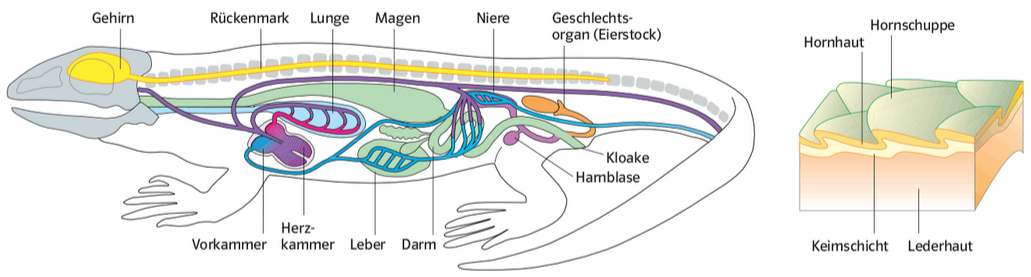 Gehirn
Rückenmark
Lunge
Magen
Niere
Geschlechts-
organ (Eierstock)
Kloake
Harnblase
Vorkammer
Herz-
kammer
Leber
Darm
Hornschuppe
Hornhaut
Keimschicht
Lederhaut